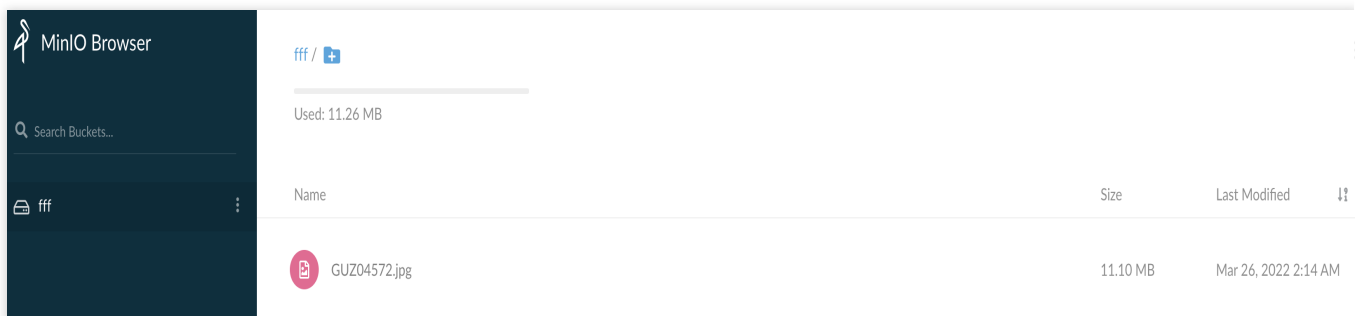 MinIO Browser
fff /
Used: 11.26 MB
Search Buckets...
fff
Name Size Last Modified
GUZ04572.jpg 11.10 MB Mar 26, 2022 2:14 AM